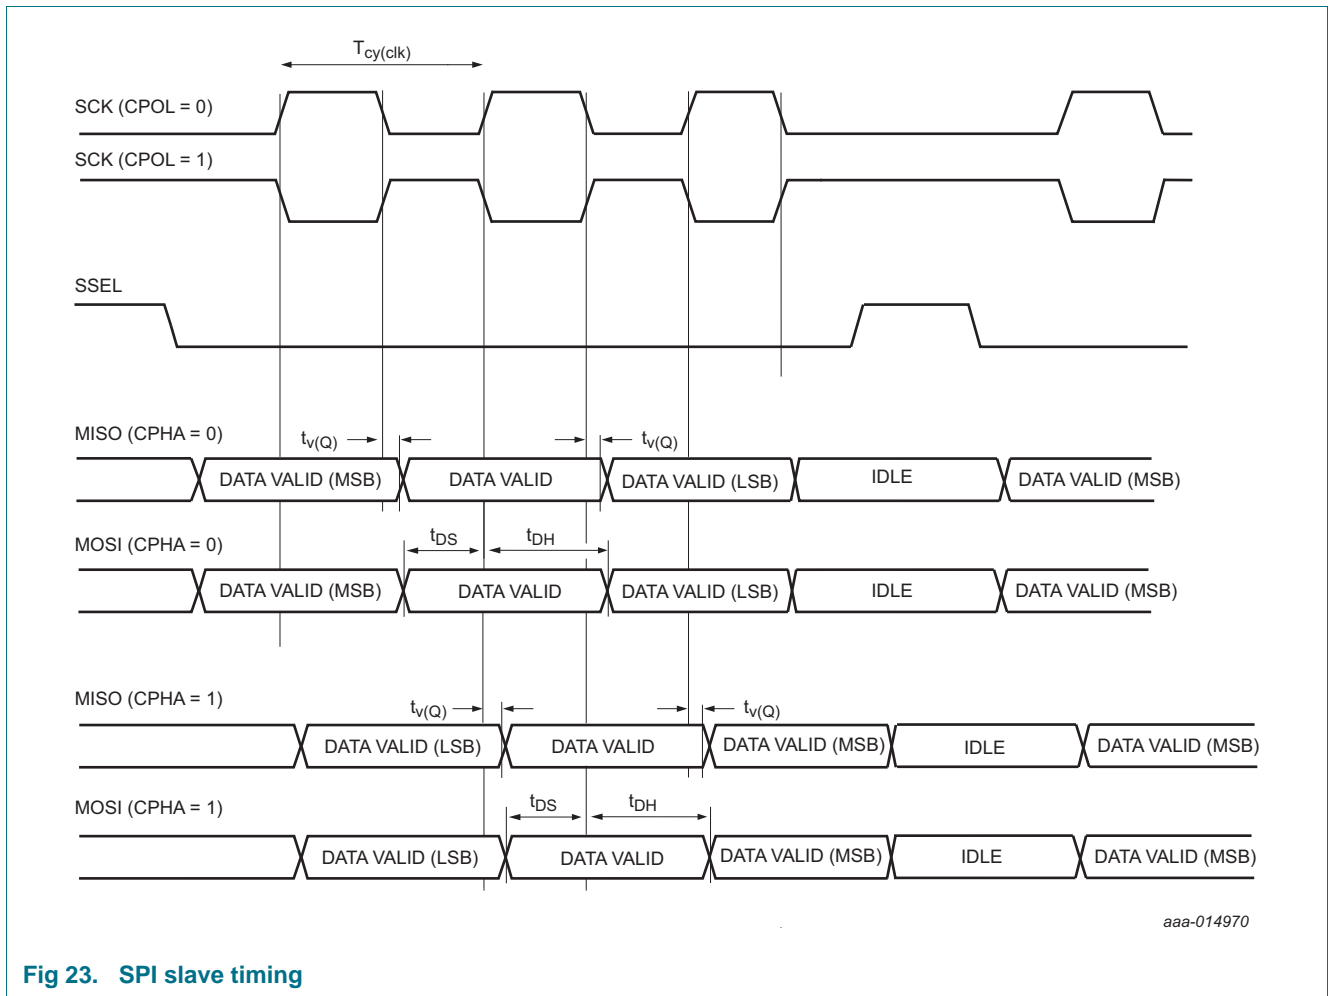 Tcy(clk)
SCK (CPOL = 0)
SCK (CPOL = 1)
SSEL
MISO (CPHA = 0)
tv(Q)
tv(Q)
DATA VALID (MSB)
DATA VALID
DATA VALID (LSB)
IDLE
DATA VALID (MSB)
MOSI (CPHA = 0)
tDS
tDH
DATA VALID (MSB)
DATA VALID
DATA VALID (LSB)
IDLE
DATA VALID (MSB)
MISO (CPHA = 1)
tv(Q)
tv(Q)
DATA VALID (LSB)
DATA VALID
DATA VALID (MSB)
IDLE
DATA VALID (MSB)
MOSI (CPHA = 1)
tDS
tDH
DATA VALID (LSB)
DATA VALID
DATA VALID (MSB)
IDLE
DATA VALID (MSB)
aaa-014970
Fig 23. SPI slave timing